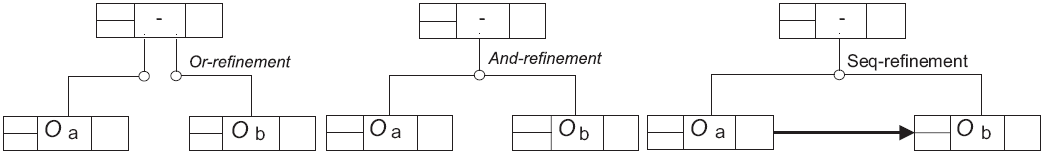 - - -
Or-refinement And-refinement Seq-refinement
O a O b O a O b O a O b